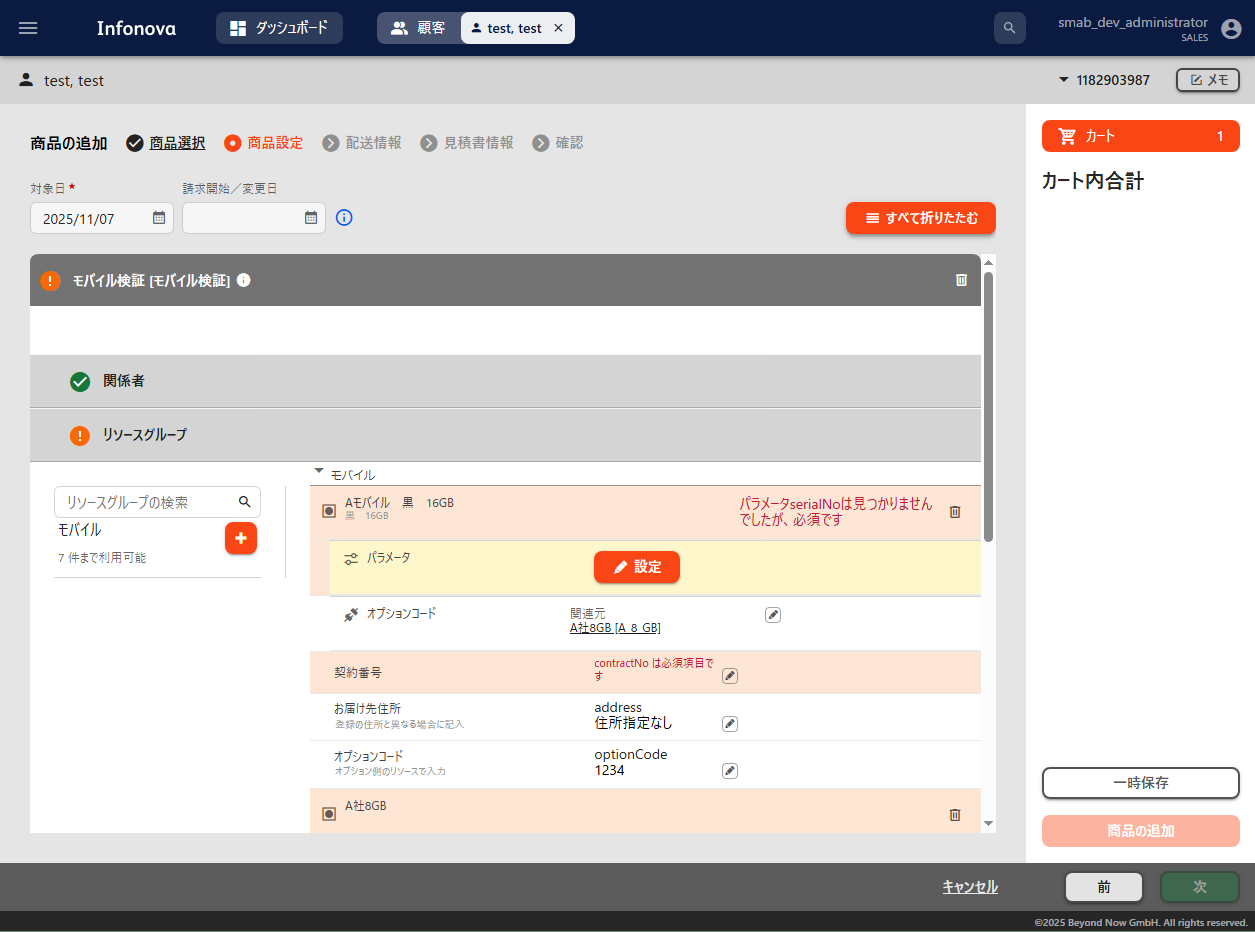 Infonova
ダッシュボード
顧客
test, test ×
smab_dev_administrator
SALES
test, test
1182903987
メモ
商品の追加
商品選択
商品設定
配送情報
見積書情報
確認
カート 1
カート内合計
対象日 *
請求開始／変更日
2025/11/07
すべて折りたたむ
モバイル検証 [モバイル検証]
関係者
リソースグループ
リソースグループの検索
モバイル
7 件まで利用可能
モバイル
Aモバイル　黒　16GB
黒　16GB
パラメータserialNoは見つかりません
でしたが、必須です
パラメータ
設定
オプションコード
関連元
A社8GB [A_8_GB]
契約番号
contractNo は必須項目で
す
お届け先住所
登録の住所と異なる場合に記入
address
住所指定なし
オプションコード
オプション側のリソースで入力
optionCode
1234
A社8GB
一時保存
商品の追加
キャンセル
前
次
©2025 Beyond Now GmbH. All rights reserved.